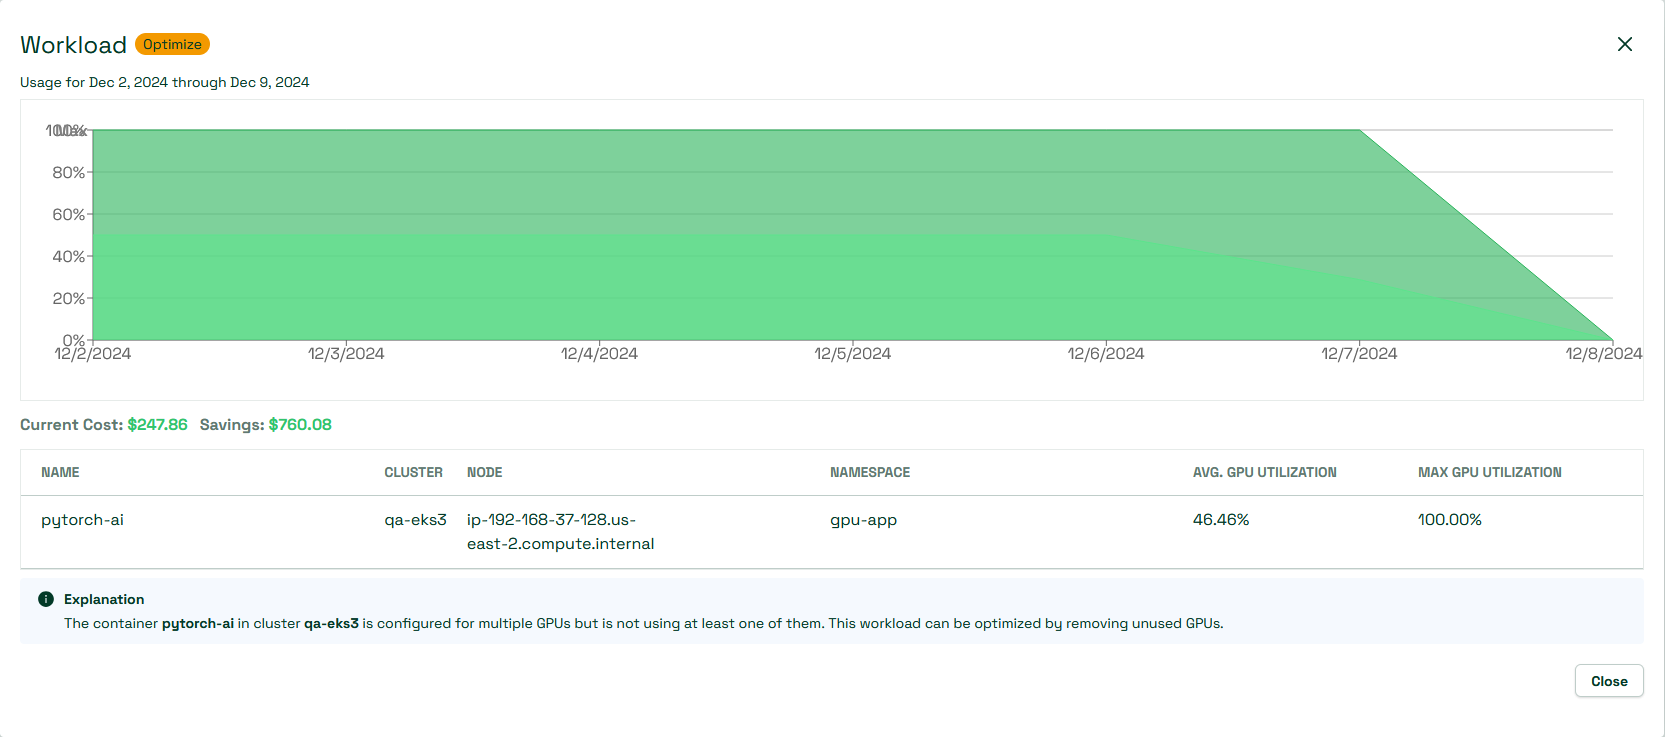 Workload Optimize
Usage for Dec 2, 2024 through Dec 9, 2024
100% Max
80%
60%
40%
20%
0%
12/2/2024 12/3/2024 12/4/2024 12/5/2024 12/6/2024 12/7/2024 12/8/2024
Current Cost: $247.86 Savings: $760.08
NAME CLUSTER NODE NAMESPACE AVG. GPU UTILIZATION MAX GPU UTILIZATION
pytorch-ai qa-eks3 ip-192-168-37-128.us- gpu-app 46.46% 100.00%
east-2.compute.internal
Explanation
The container pytorch-ai in cluster qa-eks3 is configured for multiple GPUs but is not using at least one of them. This workload can be optimized by removing unused GPUs.
Close